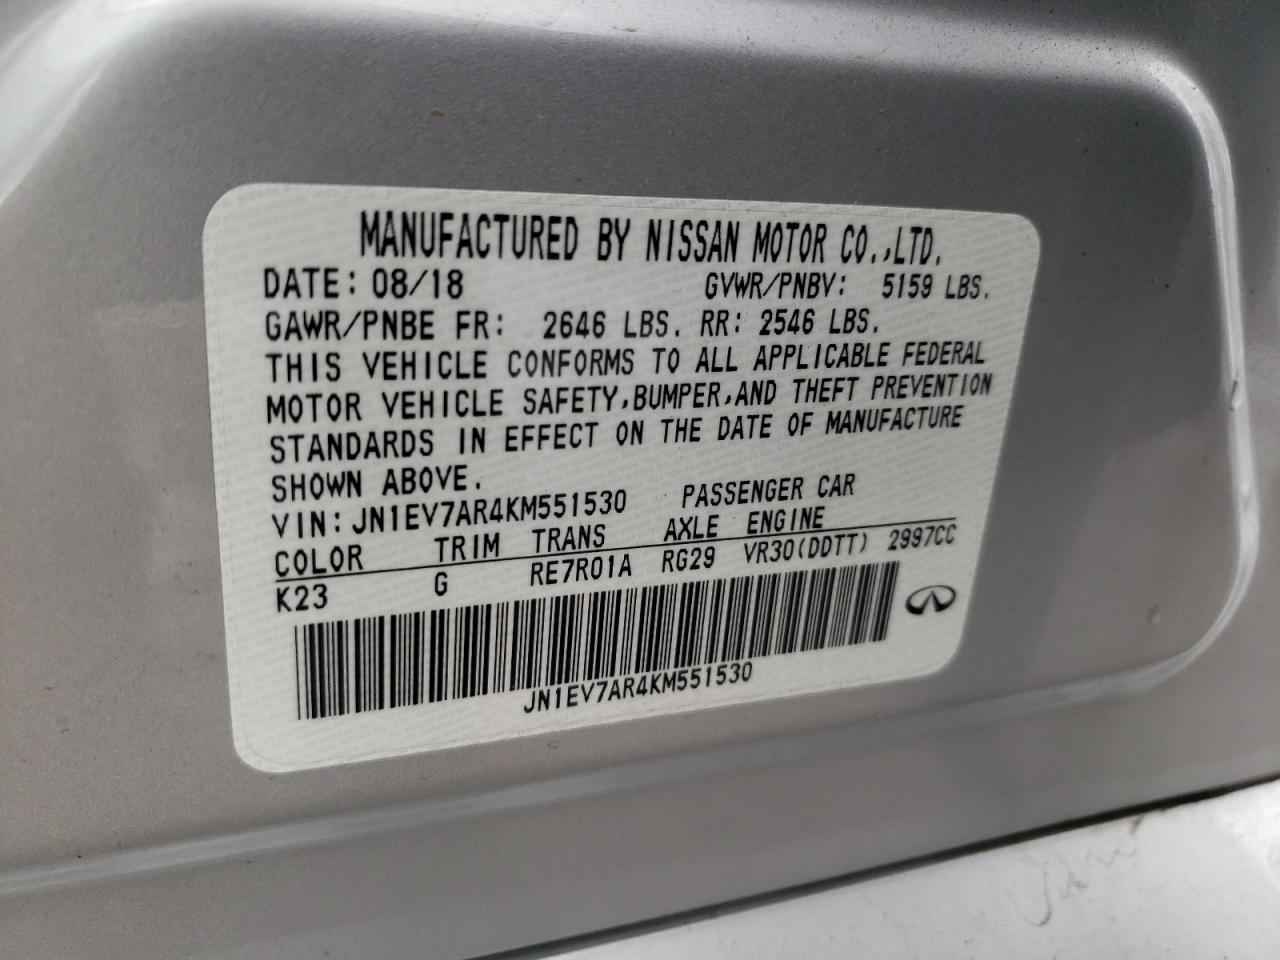 MANUFACTURED BY NISSAN MOTOR CO.,LTD.
DATE: 08/18 GVWR/PNBV: 5159 LBS.
GAWR/PNBE FR: 2646 LBS. RR: 2546 LBS.
THIS VEHICLE CONFORMS TO ALL APPLICABLE FEDERAL
MOTOR VEHICLE SAFETY,BUMPER,AND THEFT PREVENTION
STANDARDS IN EFFECT ON THE DATE OF MANUFACTURE
SHOWN ABOVE.
VIN: JN1EV7AR4KM551530 PASSENGER CAR
COLOR TRIM TRANS AXLE ENGINE
K23 G RE7R01A RG29 VR30(DDTT) 2997CC
JN1EV7AR4KM551530